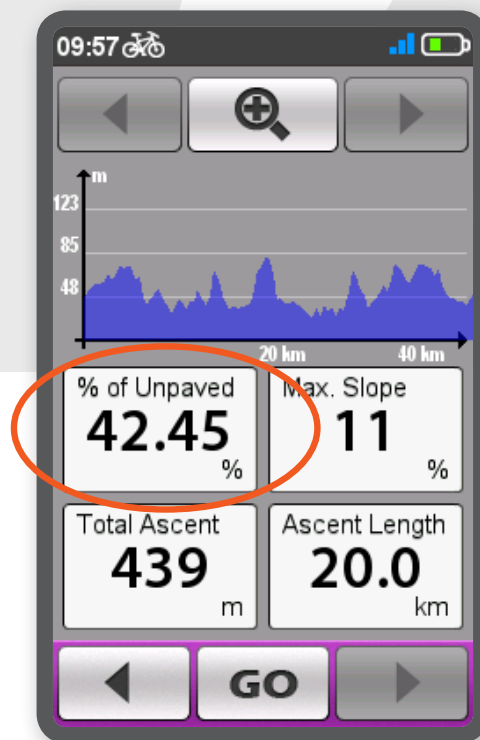 09:57
m
123
85
48
20 km 40 km
% of Unpaved
42.45
%
Max. Slope
11
%
Total Ascent
439
m
Ascent Length
20.0
km
GO